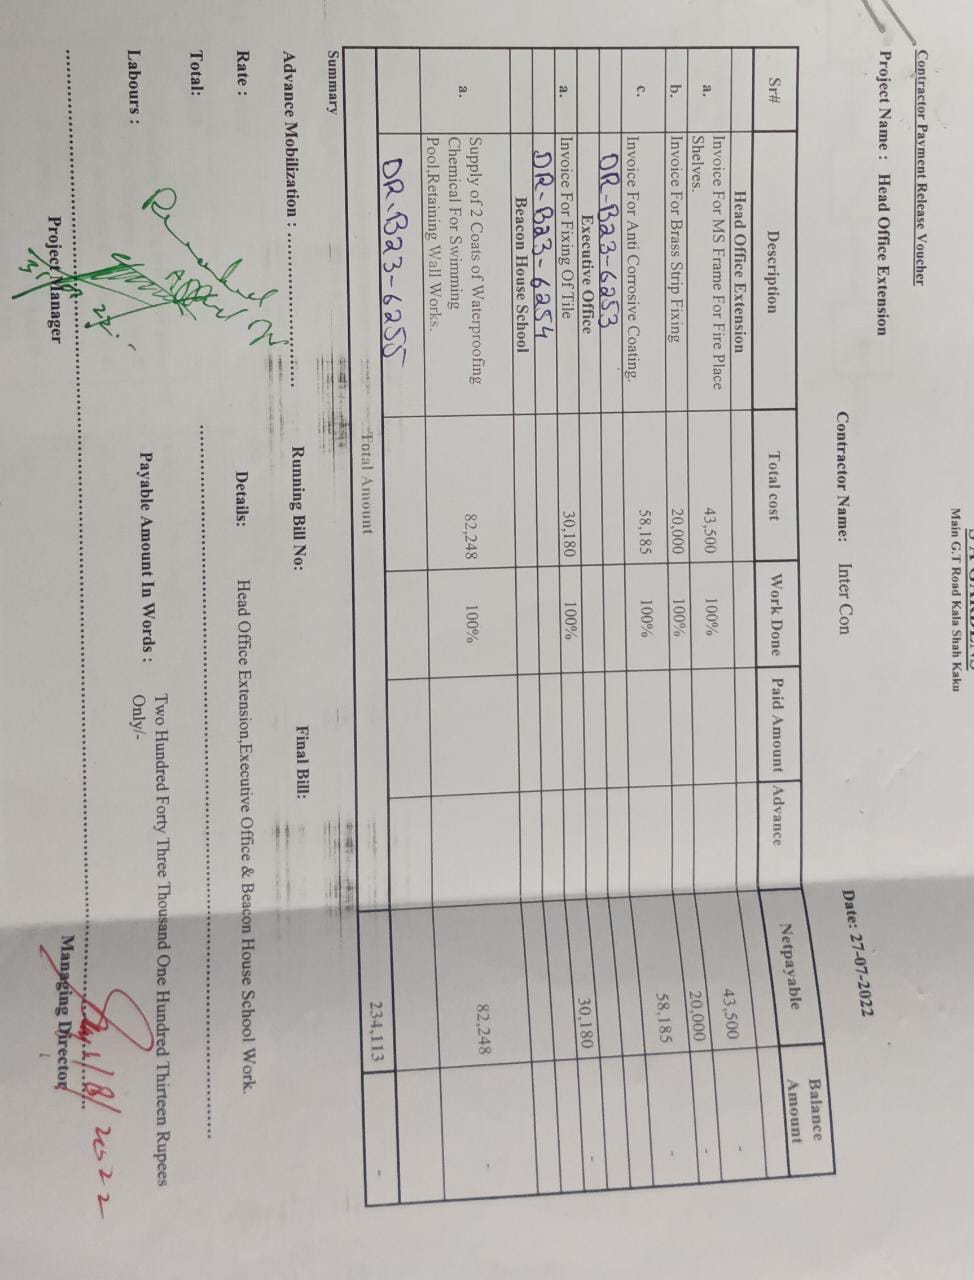 Main G.T Road Kala Shah Kaku
Contractor Payment Release Voucher
Project Name : Head Office Extension
Contractor Name: Inter Con
Date: 27-07-2022
Sr# Description Total cost Work Done Paid Amount Advance Netpayable Balance Amount
Head Office Extension
a. Invoice For MS Frame For Fire Place Shelves. 43,500 100% 43,500 -
b. Invoice For Brass Strip Fixing 20,000 100% 20,000 -
c. Invoice For Anti Corrosive Coating. 58,185 100% 58,185 -
DR-B23-6253
Executive Office
a. Invoice For Fixing Of Tile 30,180 100% 30,180 -
DR-B23-6254
Beacon House School
a. Supply of 2 Coats of Waterproofing
Chemical For Swimming
Pool,Retaining Wall Works. 82,248 100% 82,248 -
DR-B23-6255
Total Amount 234,113 -
Summary
Advance Mobilization : .............. Running Bill No: Final Bill:
Rate : Details: Head Office Extension,Executive Office & Beacon House School Work.
Total:
Labours : Payable Amount In Words : Two Hundred Forty Three Thousand One Hundred Thirteen Rupees
Only/-
Project Manager
Managing Director
1/8/2022